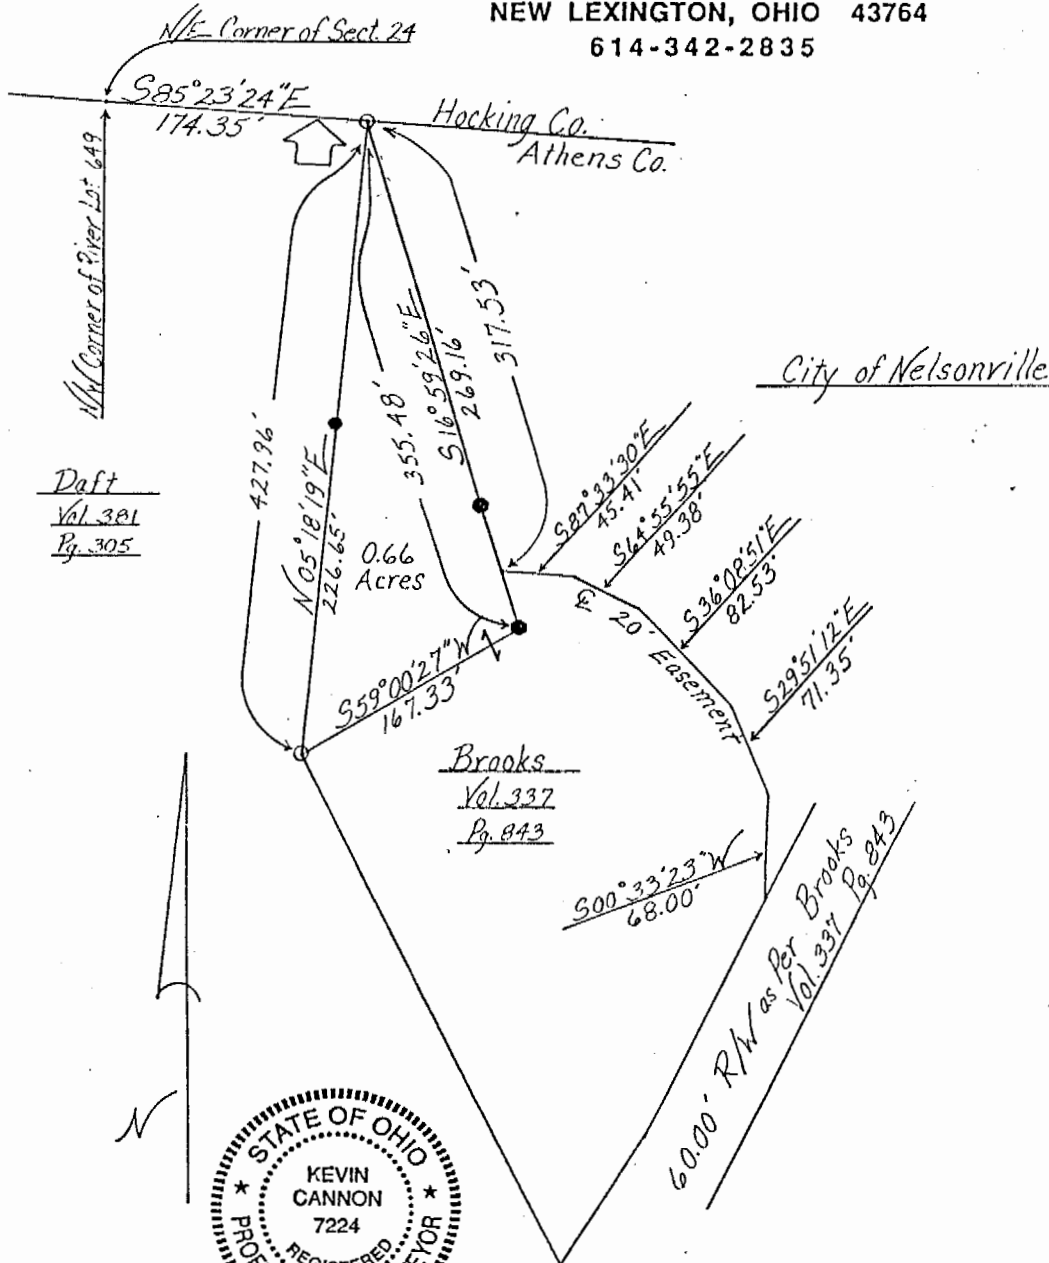 NEW LEXINGTON, OHIO 43764
614-342-2835
N/E Corner of Sect. 24
S85°23'24"E
174.35'
Hocking Co.
Athens Co.
N/W Corner of River Lot 649
City of Nelsonville
Daft
Vol. 381
Pg. 305
427.96'
N05°18'19"E
226.65'
355.48'
S16°59'26"E
269.16'
317.53'
0.66
Acres
S87°33'30"E
45.41'
S64°55'55"E
49.38'
S36°08'51"E
82.53'
S29°51'12"E
71.35'
℄ 20' Easement
S59°00'27"W
167.33'
Brooks
Vol. 337
Pg. 843
S00°33'23"W
68.00'
60.00' R/W as Per Brooks
Vol. 337 Pg. 843
N
STATE OF OHIO
KEVIN
CANNON
7224
REGISTERED